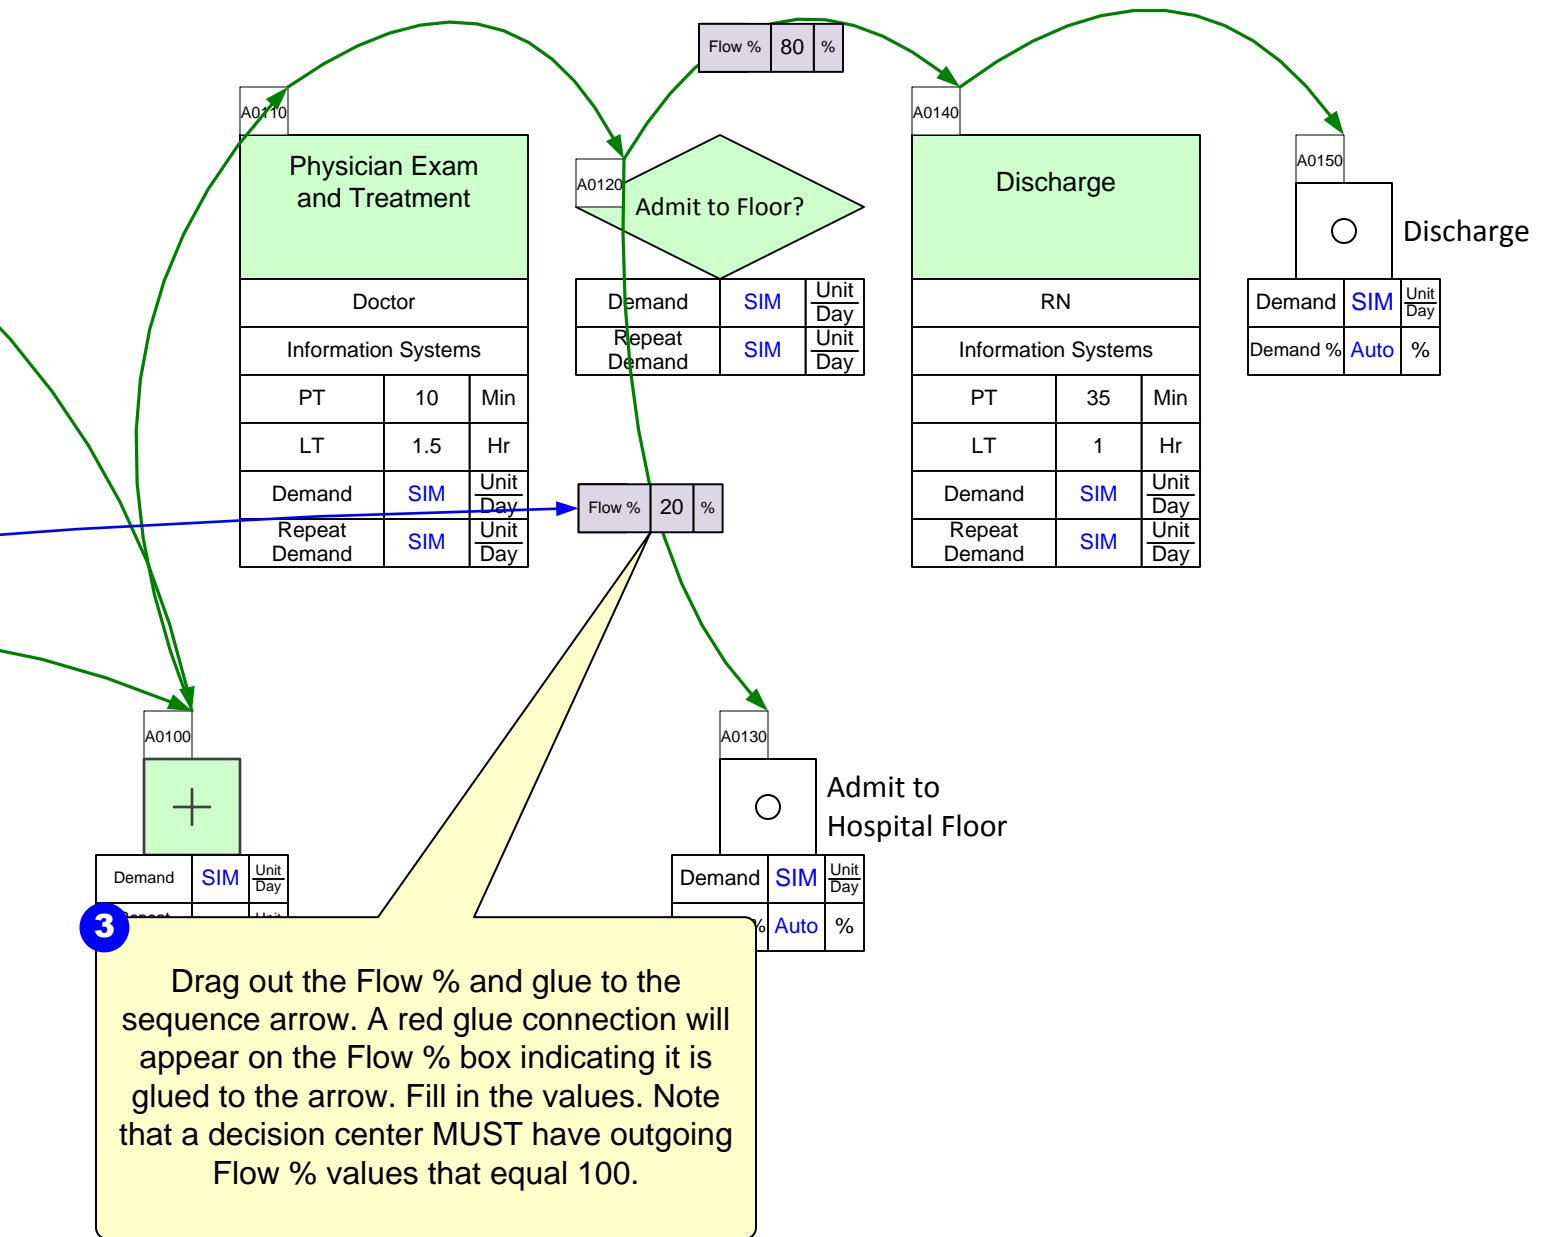 Flow % 80 %
A0110
A0140
Physician Exam
and Treatment
A0120
Admit to Floor?
Discharge
A0150
Discharge
Doctor
Information Systems
PT 10 Min
LT 1.5 Hr
Demand SIM Unit
Day
Repeat
Demand SIM Unit
Day
Demand SIM Unit
Day
Repeat
Demand SIM Unit
Day
RN
Information Systems
PT 35 Min
LT 1 Hr
Demand SIM Unit
Day
Repeat
Demand SIM Unit
Day
Demand SIM Unit
Day
Demand % Auto %
Flow % 20 %
A0100
Demand SIM Unit
Day
A0130
Admit to
Hospital Floor
Demand SIM Unit
Day
% Auto %
3
Drag out the Flow % and glue to the
sequence arrow. A red glue connection will
appear on the Flow % box indicating it is
glued to the arrow. Fill in the values. Note
that a decision center MUST have outgoing
Flow % values that equal 100.